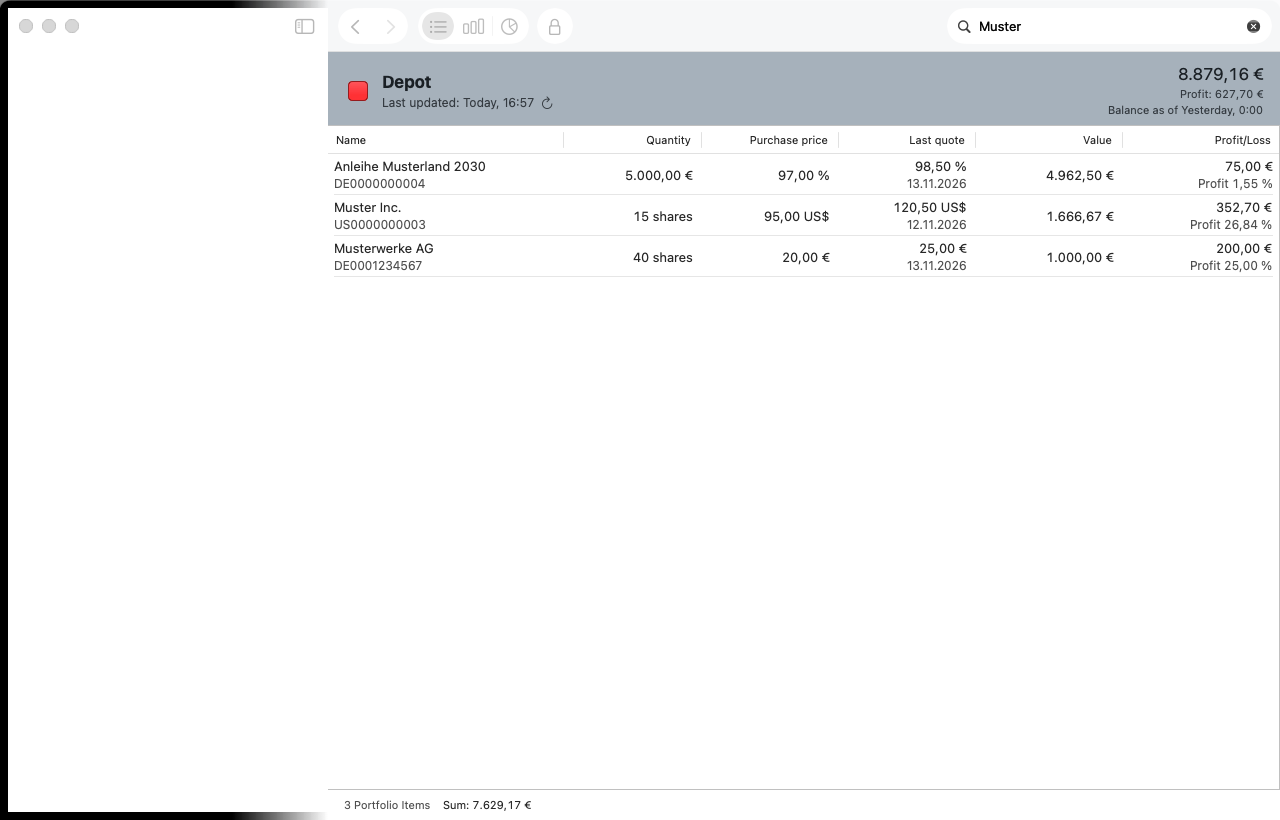 Muster
Depot
Last updated: Today, 16:57
8.879,16 €
Profit: 627,70 €
Balance as of Yesterday, 0:00
Name Quantity Purchase price Last quote Value Profit/Loss
Anleihe Musterland 2030
DE0000000004
5.000,00 €
97,00 %
98,50 %
13.11.2026
4.962,50 €
75,00 €
Profit 1,55 %
Muster Inc.
US0000000003
15 shares
95,00 US$
120,50 US$
12.11.2026
1.666,67 €
352,70 €
Profit 26,84 %
Musterwerke AG
DE0001234567
40 shares
20,00 €
25,00 €
13.11.2026
1.000,00 €
200,00 €
Profit 25,00 %
3 Portfolio Items Sum: 7.629,17 €